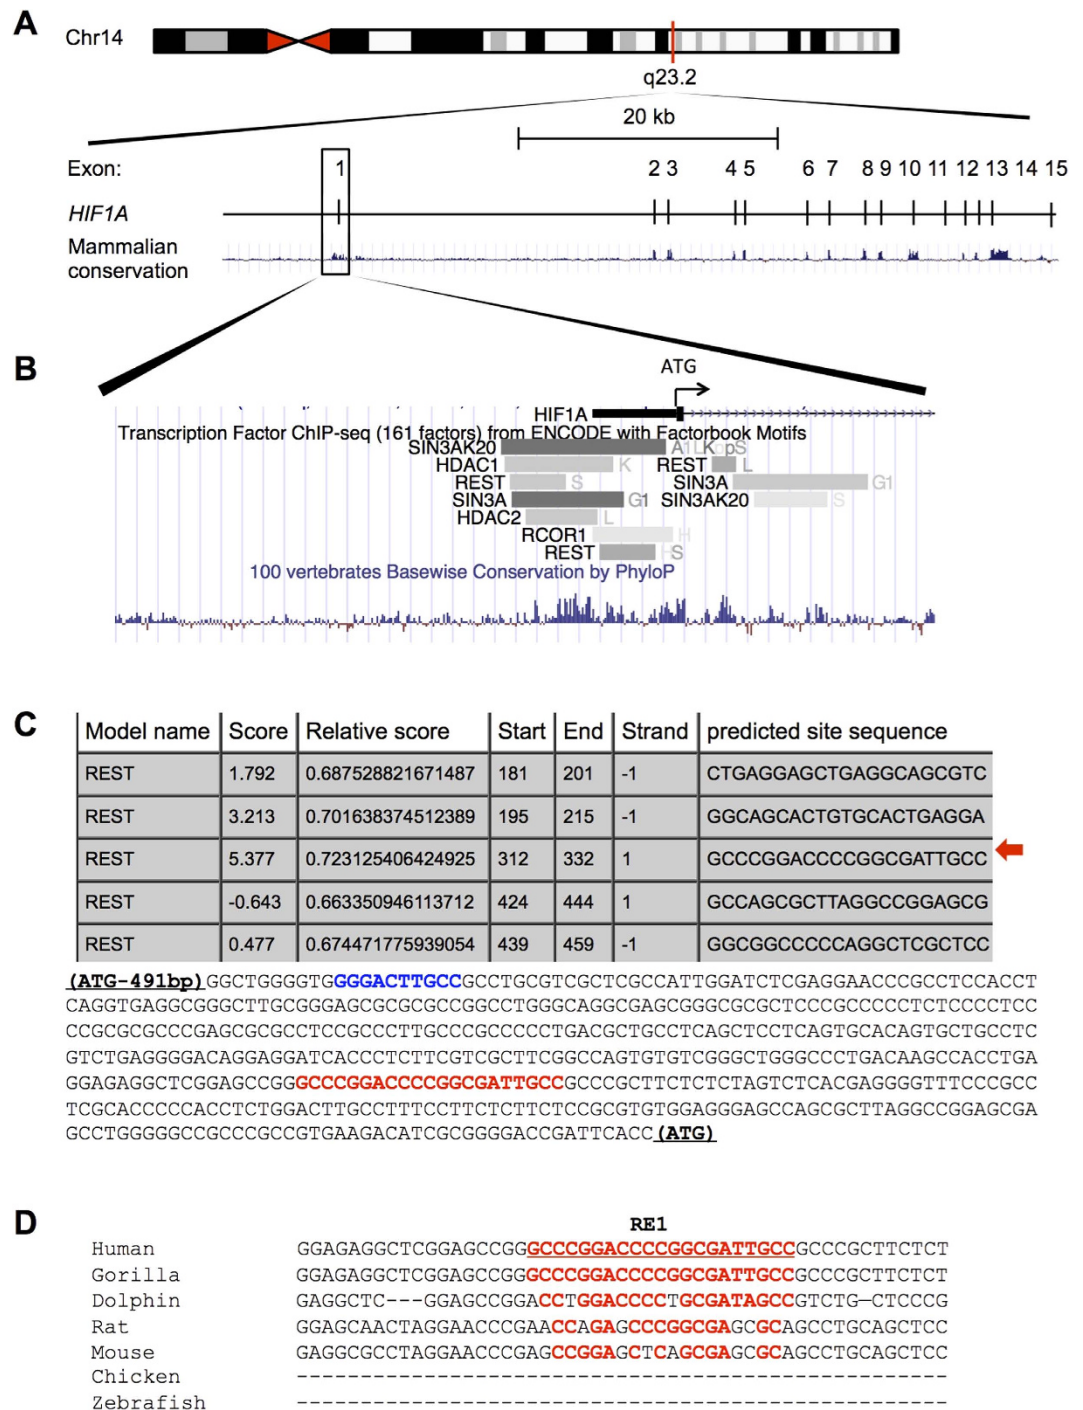 A
Chr14
q23.2
20 kb
Exon: 1 2 3 4 5 6 7 8 9 10 11 12 13 14 15
HIF1A
Mammalian
conservation
B
ATG
HIF1A
Transcription Factor ChIP-seq (161 factors) from ENCODE with Factorbook Motifs
SIN3AK20 A1LK pS
HDAC1 K REST L
REST S SIN3A G1
SIN3A G1 SIN3AK20 S
HDAC2 L
RCOR1 H
REST HS
100 vertebrates Basewise Conservation by PhyloP
C
Model name Score Relative score Start End Strand predicted site sequence
REST 1.792 0.687528821671487 181 201 -1 CTGAGGAGCTGAGGCAGCGTC
REST 3.213 0.701638374512389 195 215 -1 GGCAGCACTGTGCACTGAGGA
REST 5.377 0.723125406424925 312 332 1 GCCCGGACCCCGGCGATTGCC
REST -0.643 0.663350946113712 424 444 1 GCCAGCGCTTAGGCCGGAGCG
REST 0.477 0.674471775939054 439 459 -1 GGCGGCCCCCAGGCTCGCTCC
(ATG-491bp)GGCTGGGGTGGGGACTTGCCGCCTGCGTCGCTCGCCATTGGATCTCGAGGAACCCGCCTCCACCT
CAGGTGAGGCGGGCTTGCGGGAGCGCGCGCCGGCCTGGGCAGGCGAGCGGGCGCGCTCCCGCCCCCTCTCCCCTCC
CCGCGCGCCCGAGCGCGCCTCCGCCCTTGCCCGCCCCCTGACGCTGCCTCAGCTCCTCAGTGCACAGTGCTGCCTC
GTCTGAGGGGACAGGAGGATCACCCTCTTCGTCGCTTCGGCCAGTGTGTCGGGCTGGGCCCTGACAAGCCACCTGA
GGAGAGGCTCGGAGCCGGGCCCGGACCCCGGCGATTGCCGCCCGCTTCTCTCTAGTCTCACGAGGGGTTTCCCGCC
TCGCACCCCCACCTCTGGACTTGCCTTTCCTTCTCTTCTCCGCGTGTGGAGGGAGCCAGCGCTTAGGCCGGAGCGA
GCCTGGGGGCCGCCCGCCGTGAAGACATCGCGGGGACCGATTCACC(ATG)
D
RE1
Human GGAGAGGCTCGGAGCCGGGCCCGGACCCCGGCGATTGCCGCCCGCTTCTCT
Gorilla GGAGAGGCTCGGAGCCGGGCCCGGACCCCGGCGATTGCCGCCCGCTTCTCT
Dolphin GAGGCTC---GGAGCCGGACCTGGACCCCTGCGATAGCCGTCTG–CTCCCG
Rat GGAGCAACTAGGAACCCGAACCAGAGCCCGGCGAGCGCAGCCTGCAGCTCC
Mouse GAGGCGCCTAGGAACCCGAGCCGGAGCTCAGCGAGCGCAGCCTGCAGCTCC
Chicken ---------------------------------------------------
Zebrafish ---------------------------------------------------